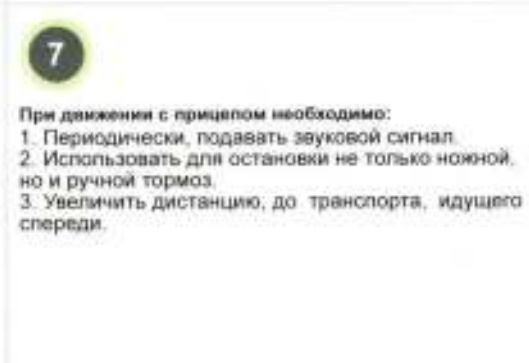 7
При движении с прицепом необходимо:
1. Периодически, подавать звуковой сигнал.
2. Использовать для остановки не только ножной,
но и ручной тормоз.
3. Увеличить дистанцию, до транспорта, идущего
спереди.